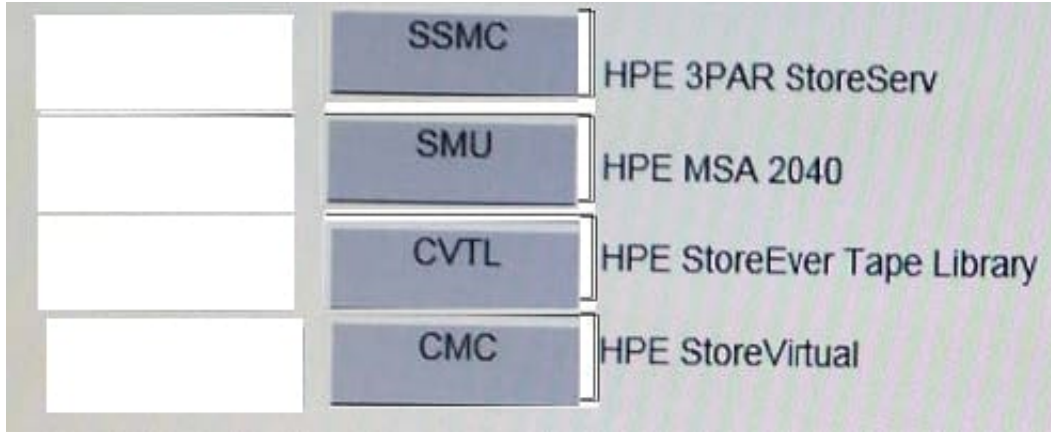 SSMC
HPE 3PAR StoreServ
SMU
HPE MSA 2040
CVTL
HPE StoreEver Tape Library
CMC
HPE StoreVirtual